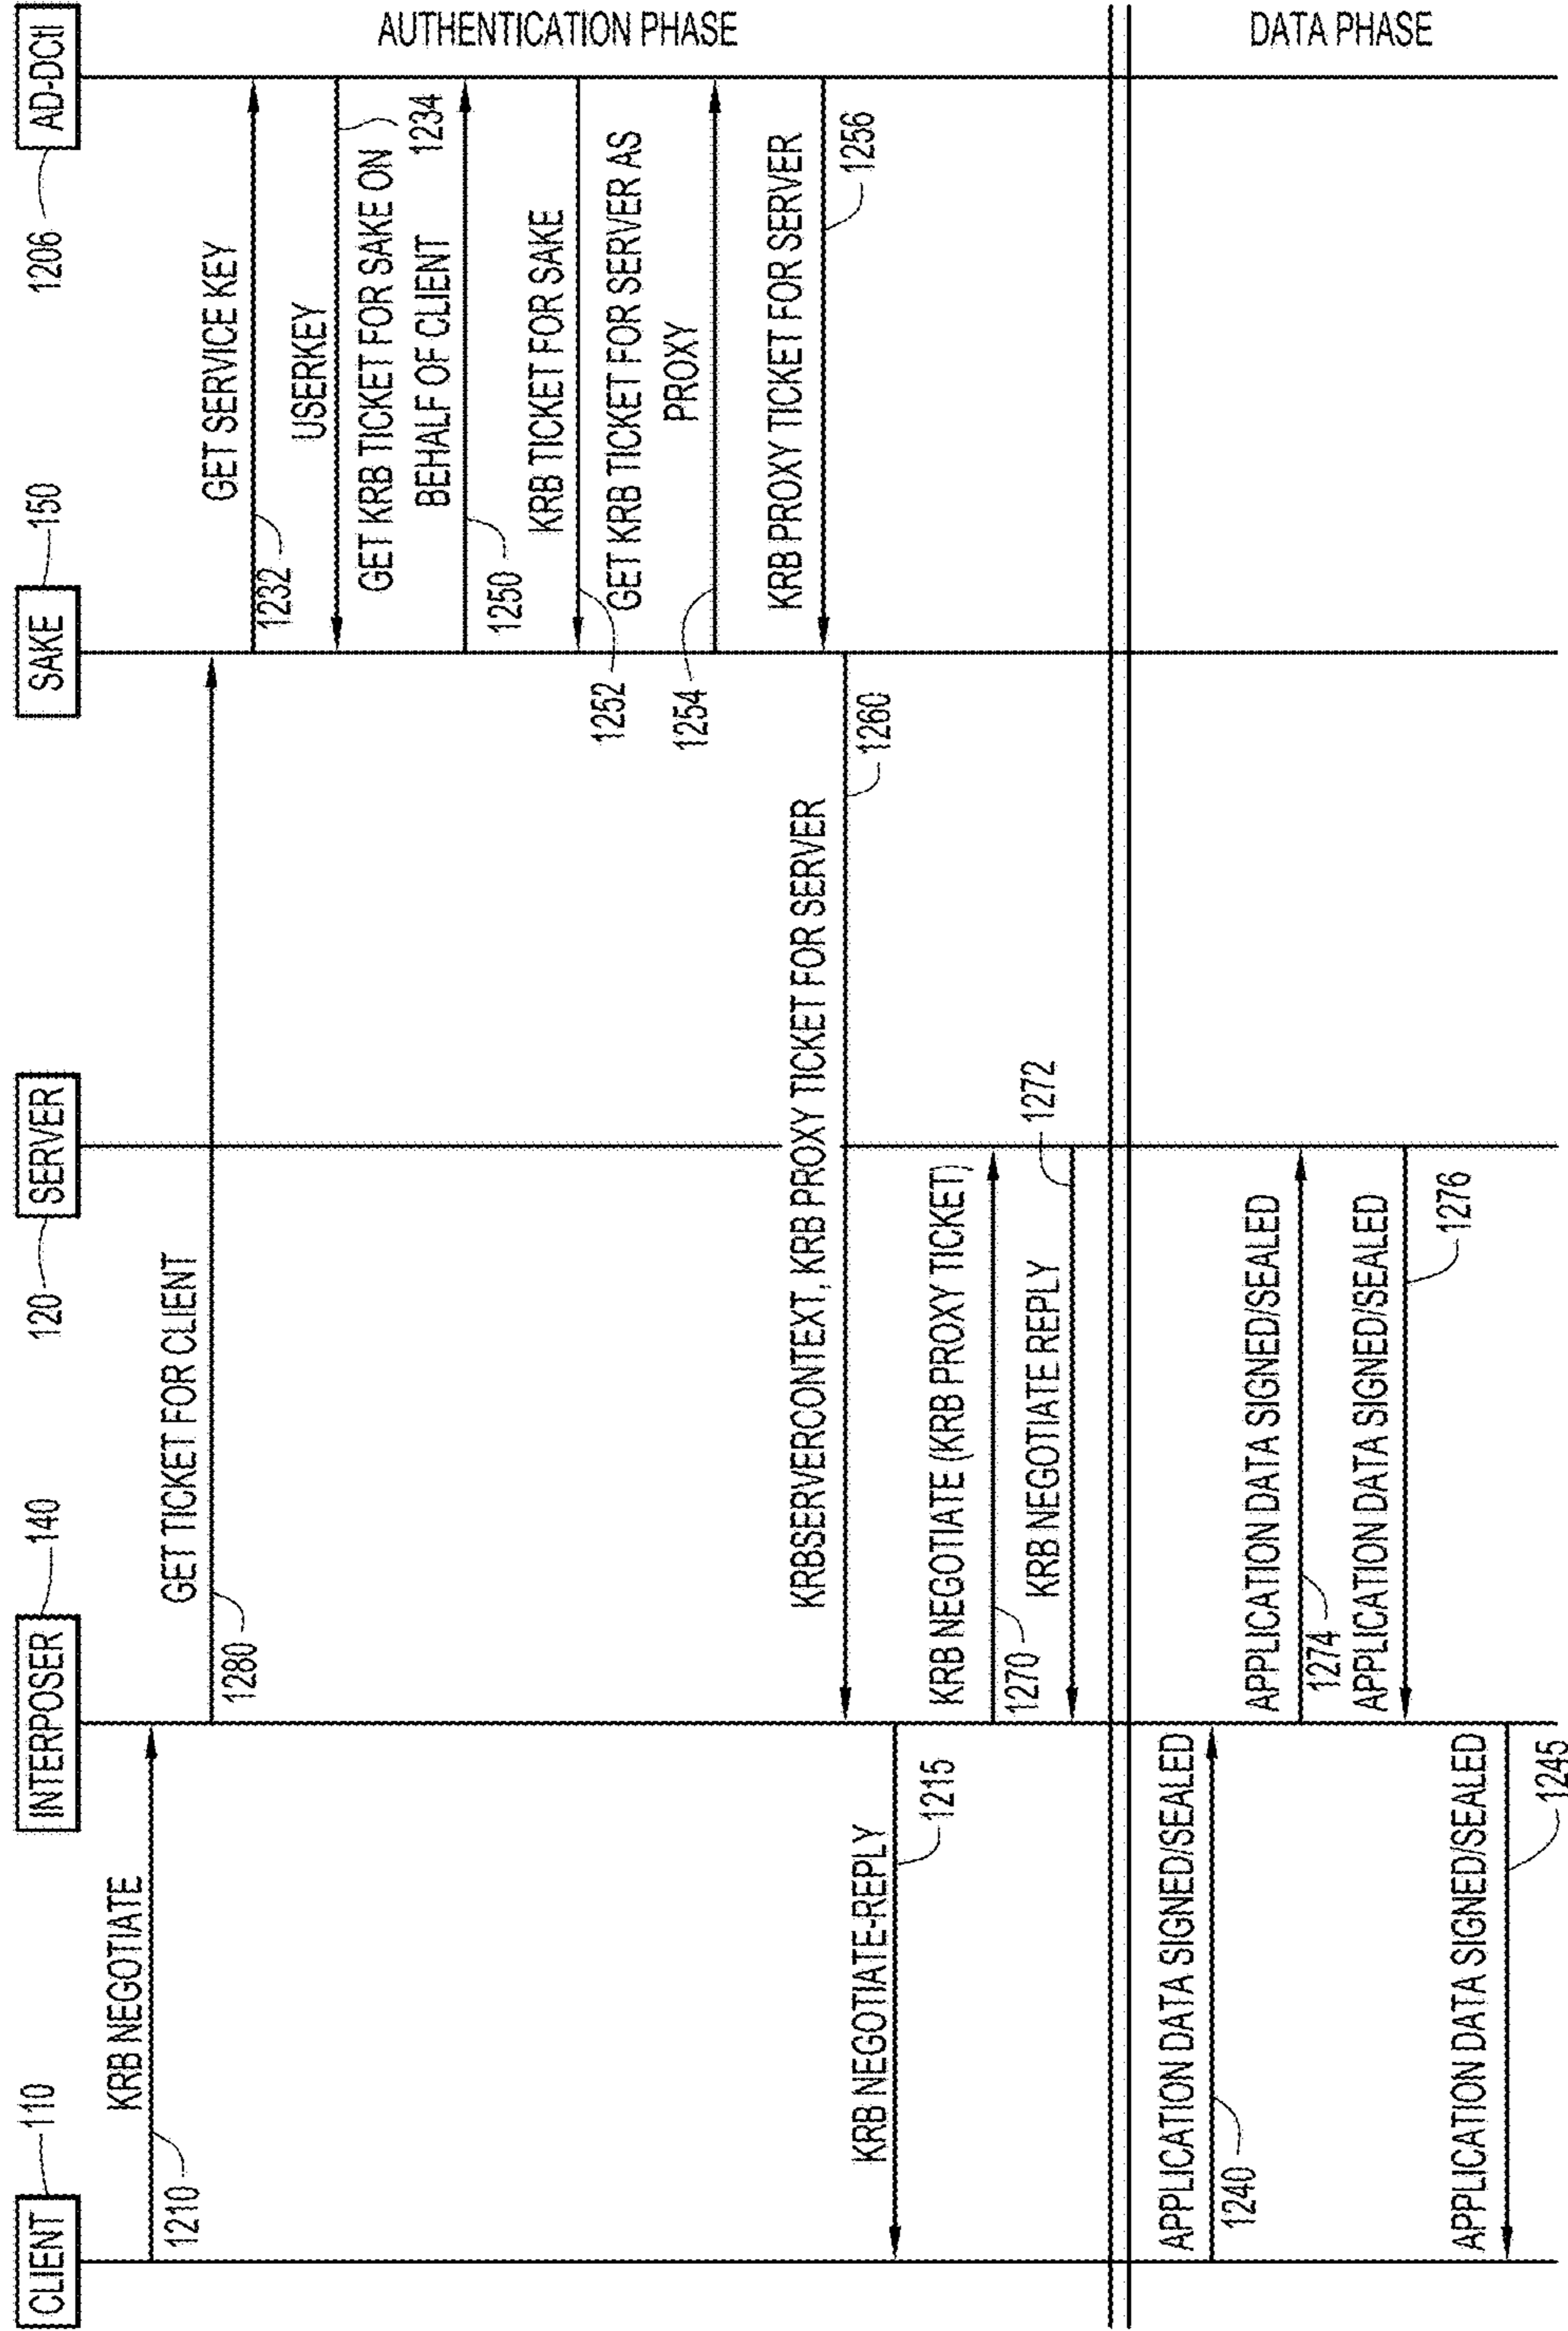 CLIENT
110
INTERPOSER
140
SERVER
120
SAKE
150
AD-DCtl
1206
AUTHENTICATION PHASE
KRB NEGOTIATE
1210
GET TICKET FOR CLIENT
1280
GET SERVICE KEY
1232
USERKEY
1234
GET KRB TICKET FOR SAKE ON
BEHALF OF CLIENT
1250
KRB TICKET FOR SAKE
1252
GET KRB TICKET FOR SERVER AS
PROXY
1254
KRB PROXY TICKET FOR SERVER
1256
KRBSERVERCONTEXT, KRB PROXY TICKET FOR SERVER
1260
KRB NEGOTIATE-REPLY
1215
KRB NEGOTIATE (KRB PROXY TICKET)
1270
KRB NEGOTIATE REPLY
1272
DATA PHASE
APPLICATION DATA SIGNED/SEALED
1240
APPLICATION DATA SIGNED/SEALED
1274
APPLICATION DATA SIGNED/SEALED
1276
APPLICATION DATA SIGNED/SEALED
1245